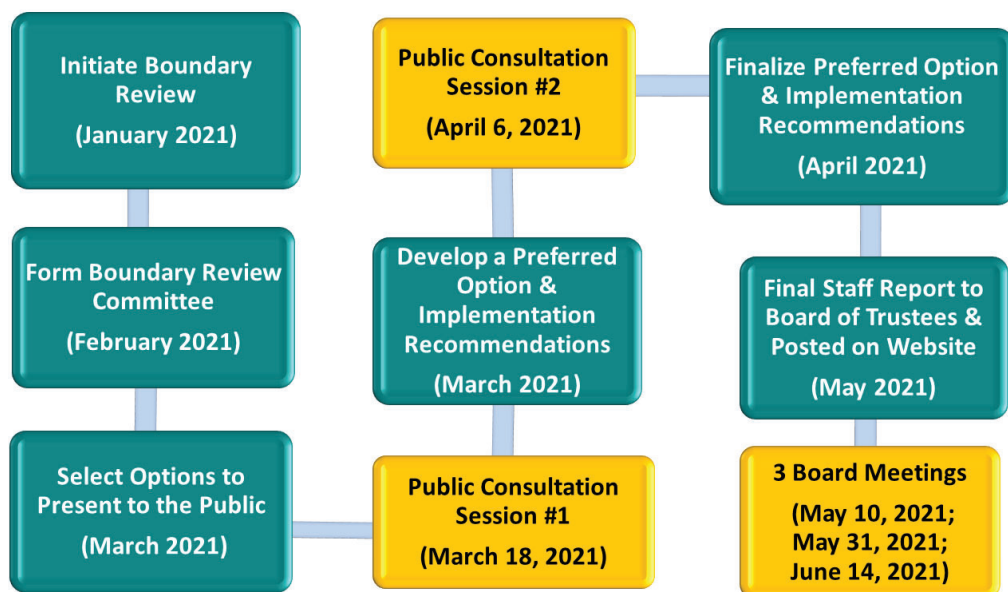 Initiate Boundary
Review
(January 2021)
Form Boundary Review
Committee
(February 2021)
Select Options to
Present to the Public
(March 2021)
Public Consultation
Session #1
(March 18, 2021)
Develop a Preferred
Option &
Implementation
Recommendations
(March 2021)
Public Consultation
Session #2
(April 6, 2021)
Finalize Preferred Option
& Implementation
Recommendations
(April 2021)
Final Staff Report to
Board of Trustees &
Posted on Website
(May 2021)
3 Board Meetings
(May 10, 2021;
May 31, 2021;
June 14, 2021)